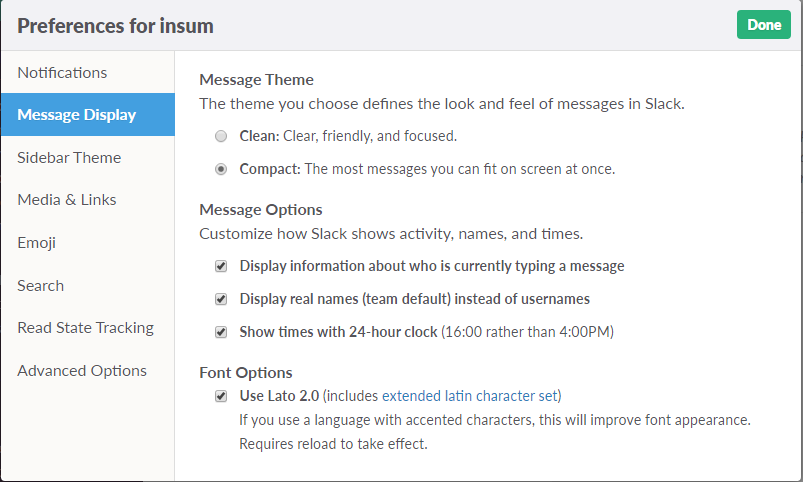 Preferences for insum
Done
Notifications
Message Display
Sidebar Theme
Media & Links
Emoji
Search
Read State Tracking
Advanced Options
Message Theme
The theme you choose defines the look and feel of messages in Slack.
Clean: Clear, friendly, and focused.
Compact: The most messages you can fit on screen at once.
Message Options
Customize how Slack shows activity, names, and times.
Display information about who is currently typing a message
Display real names (team default) instead of usernames
Show times with 24-hour clock (16:00 rather than 4:00PM)
Font Options
Use Lato 2.0 (includes extended latin character set)
If you use a language with accented characters, this will improve font appearance.
Requires reload to take effect.